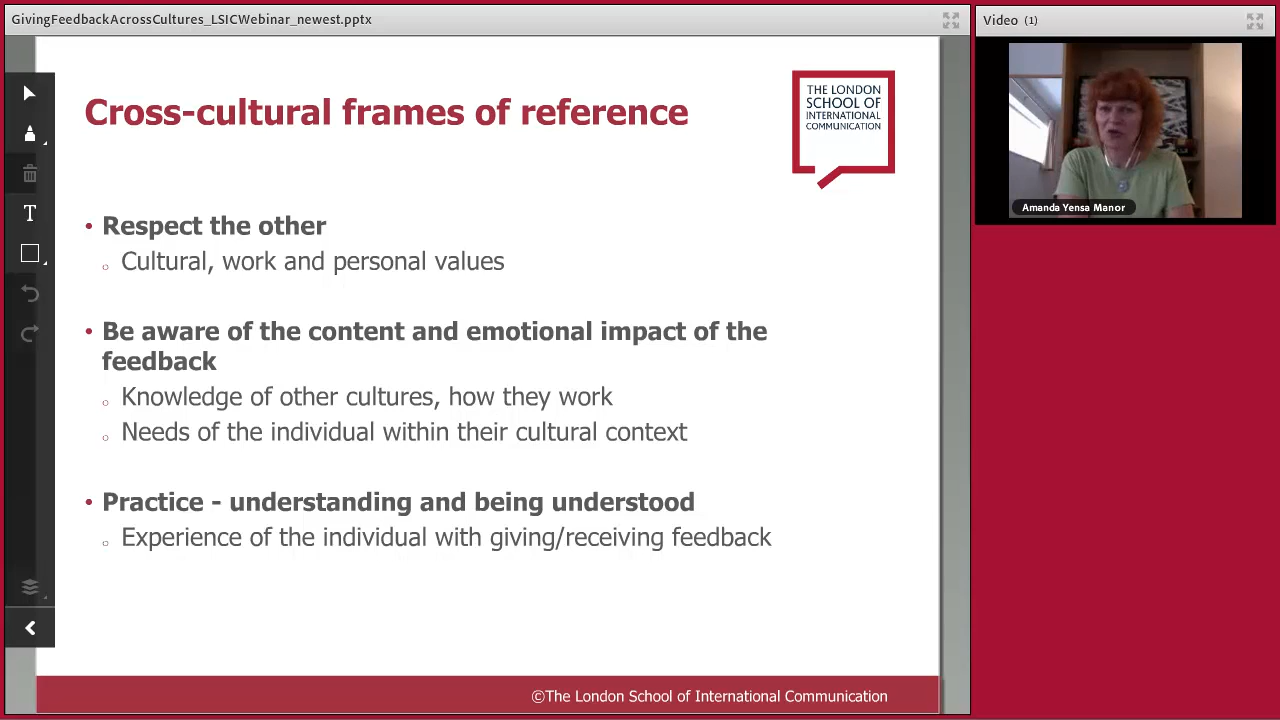 GivingFeedbackAcrossCultures_LSICWebinar_newest.pptx
Video (1)
Cross-cultural frames of reference
THE LONDON
SCHOOL OF
INTERNATIONAL
COMMUNICATION
Amanda Yensa Manor
• Respect the other
Cultural, work and personal values
• Be aware of the content and emotional impact of the
feedback
Knowledge of other cultures, how they work
Needs of the individual within their cultural context
• Practice - understanding and being understood
Experience of the individual with giving/receiving feedback
T
©The London School of International Communication